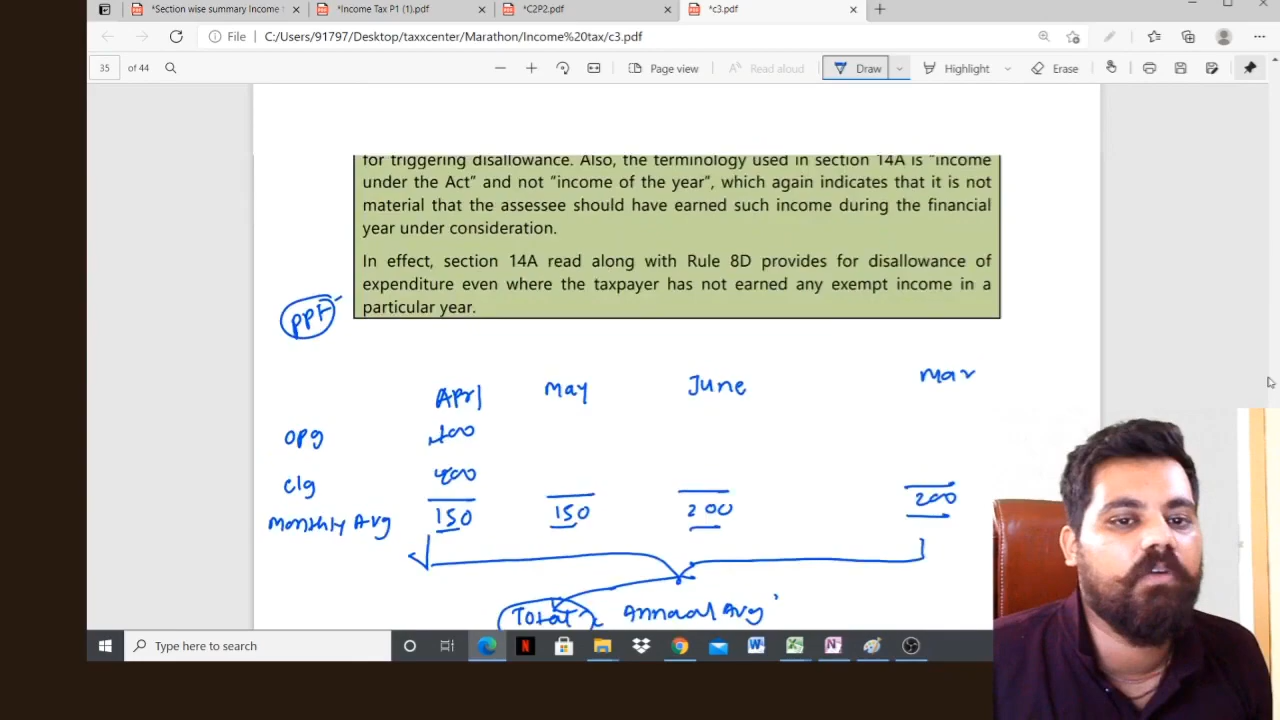 *Section wise summary Income t
*Income Tax P1 (1).pdf
*C2P2.pdf
*c3.pdf
File
C:/Users/91797/Desktop/taxxcenter/Marathon/Income%20tax/c3.pdf
35 of 44
Page view
Read aloud
Draw
Highlight
Erase
for triggering disallowance. Also, the terminology used in section 14A is "income
under the Act" and not "income of the year", which again indicates that it is not
material that the assessee should have earned such income during the financial
year under consideration.
In effect, section 14A read along with Rule 8D provides for disallowance of
expenditure even where the taxpayer has not earned any exempt income in a
particular year.
PPF
April May June Mar
opg
clg
Monthly Avg 150 150 200 200
Total Annual Avg
Type here to search